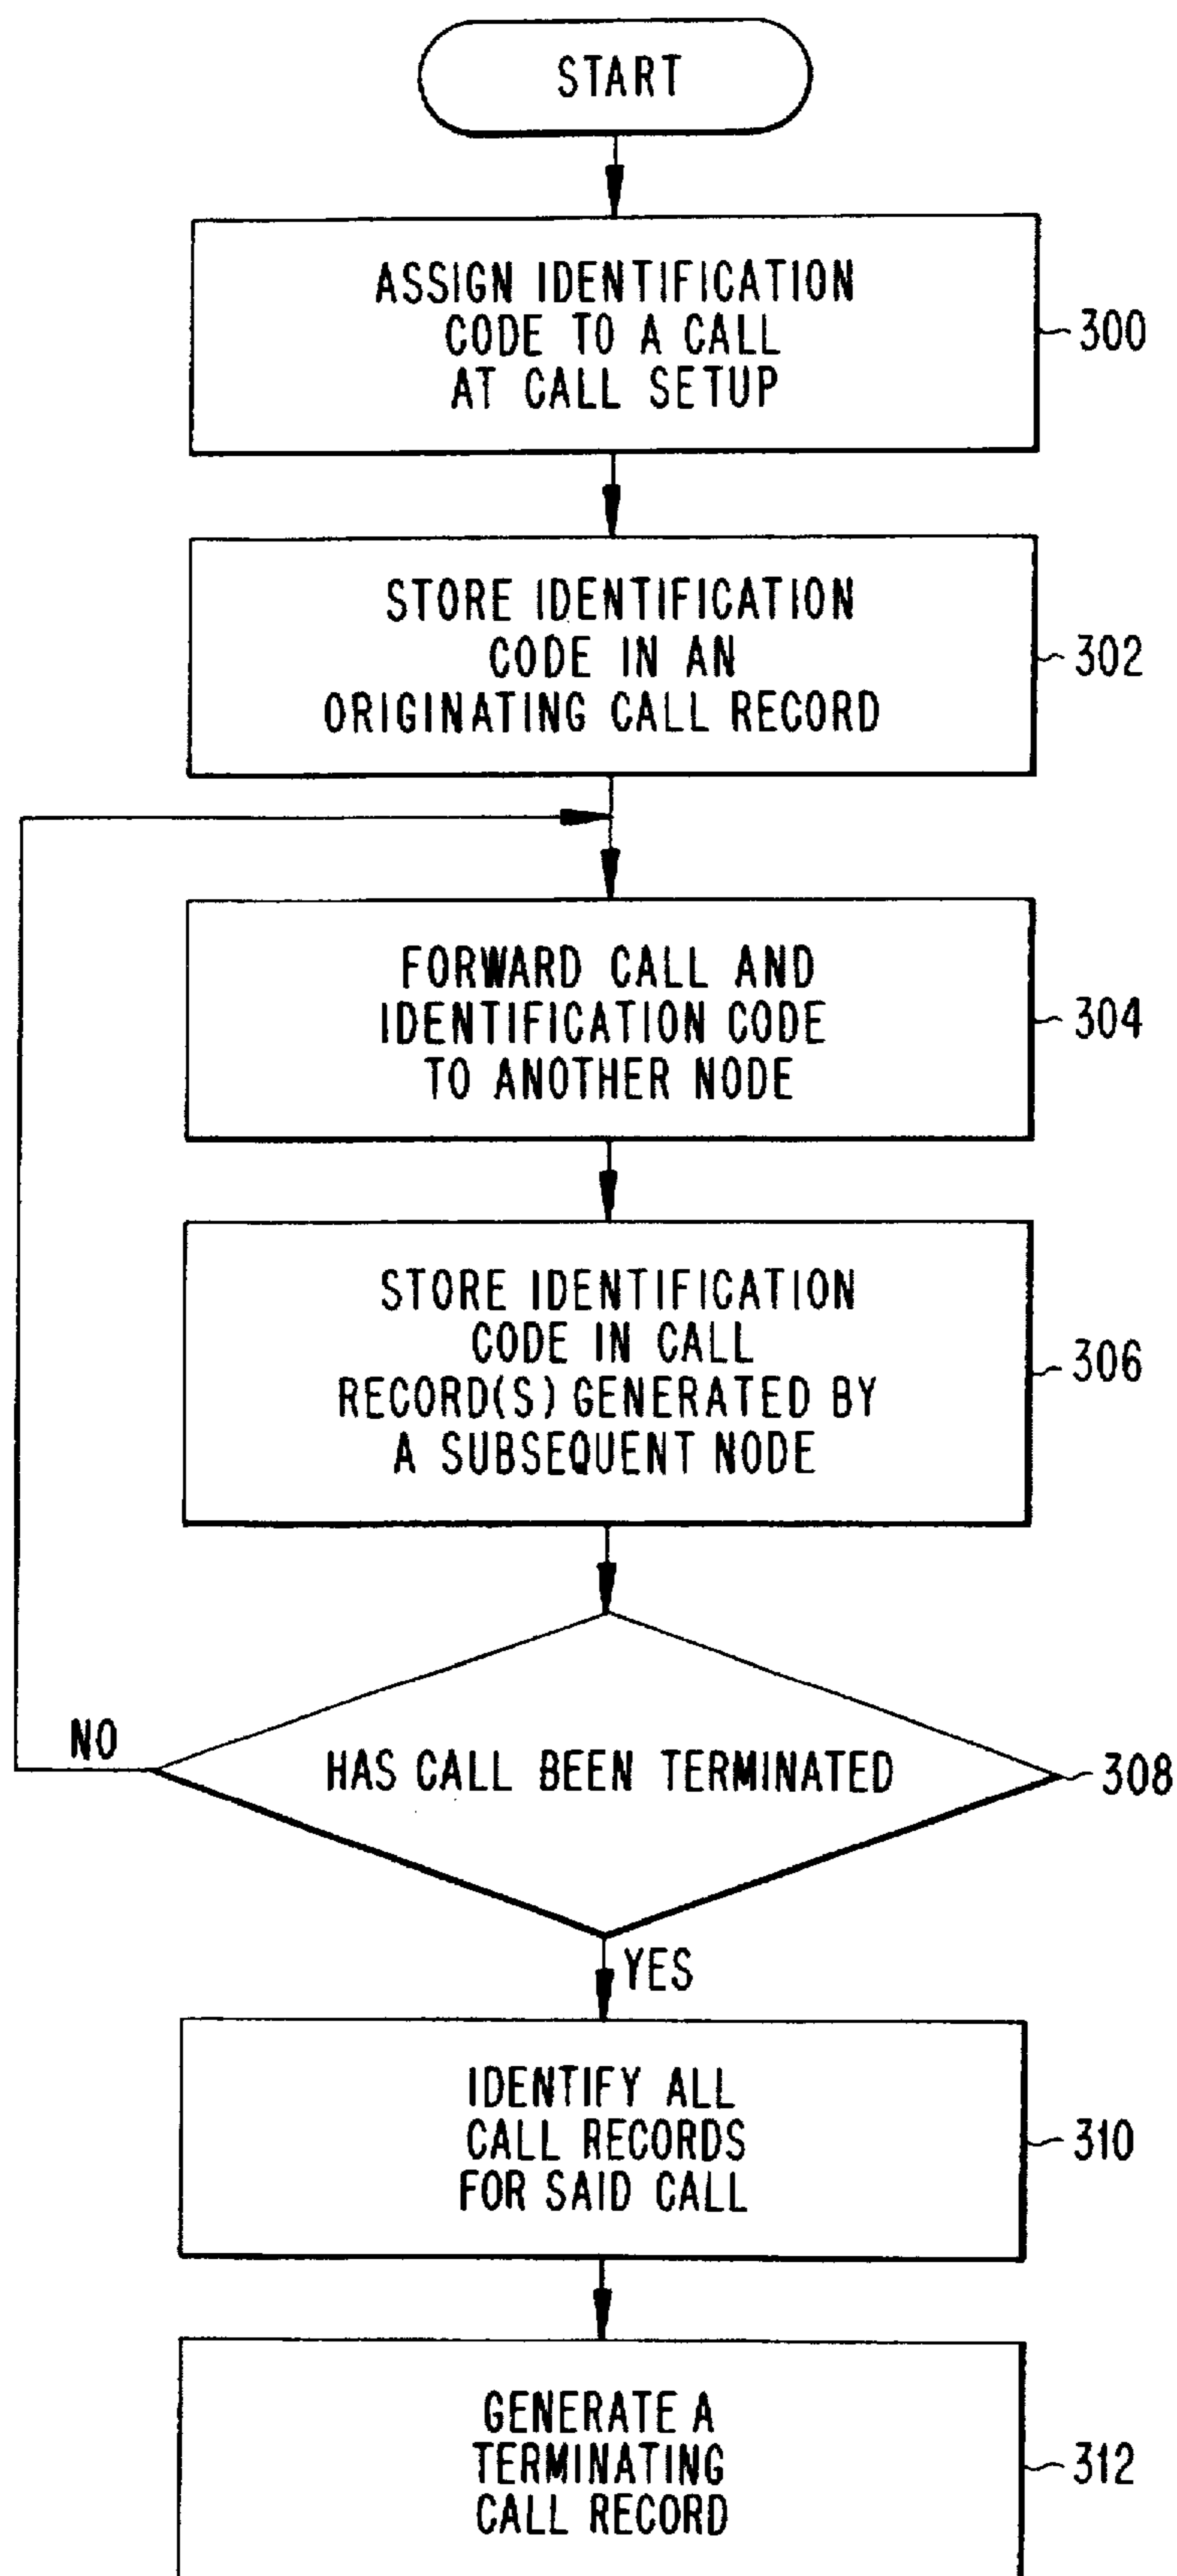 START
ASSIGN IDENTIFICATION
CODE TO A CALL
AT CALL SETUP
300
STORE IDENTIFICATION
CODE IN AN
ORIGINATING CALL RECORD
302
FORWARD CALL AND
IDENTIFICATION CODE
TO ANOTHER NODE
304
STORE IDENTIFICATION
CODE IN CALL
RECORD(S) GENERATED BY
A SUBSEQUENT NODE
306
NO
HAS CALL BEEN TERMINATED
308
YES
IDENTIFY ALL
CALL RECORDS
FOR SAID CALL
310
GENERATE A
TERMINATING
CALL RECORD
312